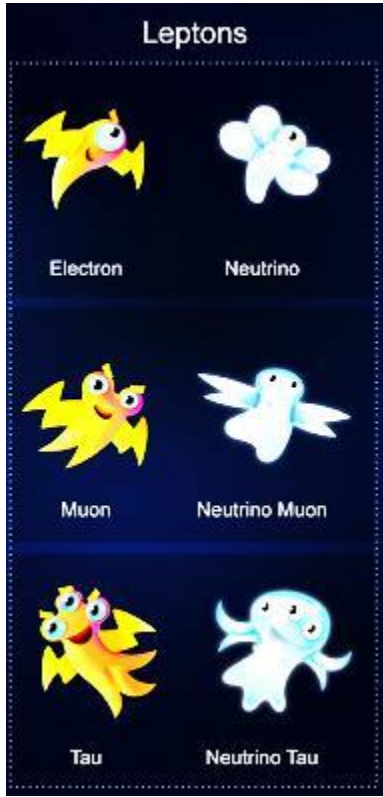 Leptons
Electron
Neutrino
Muon
Neutrino Muon
Tau
Neutrino Tau